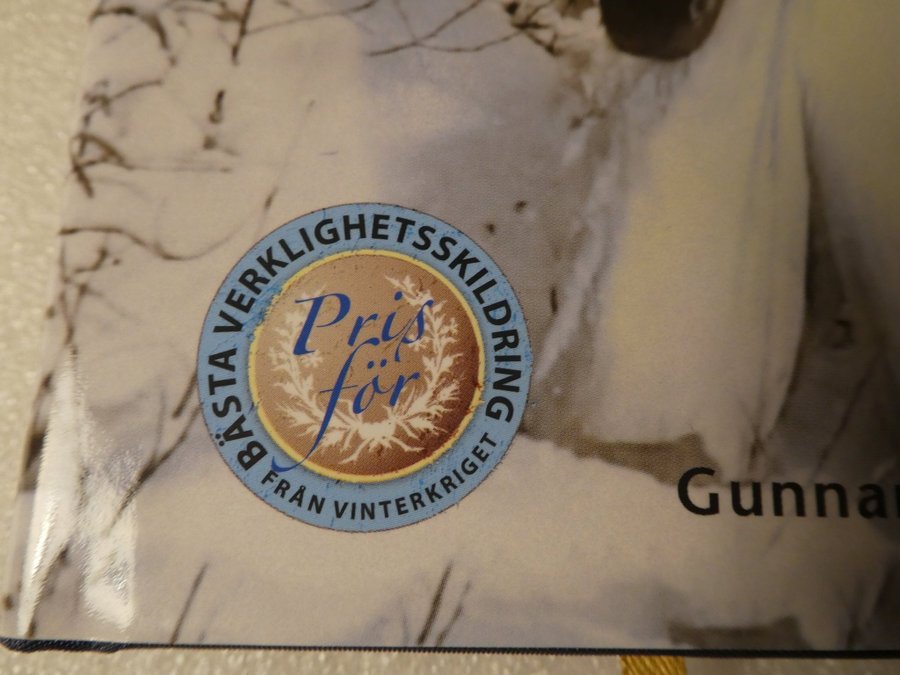 BÄSTA VERKLIGHETSSKILDRING
Pris
för
FRÅN VINTERKRIGET
Gunnar